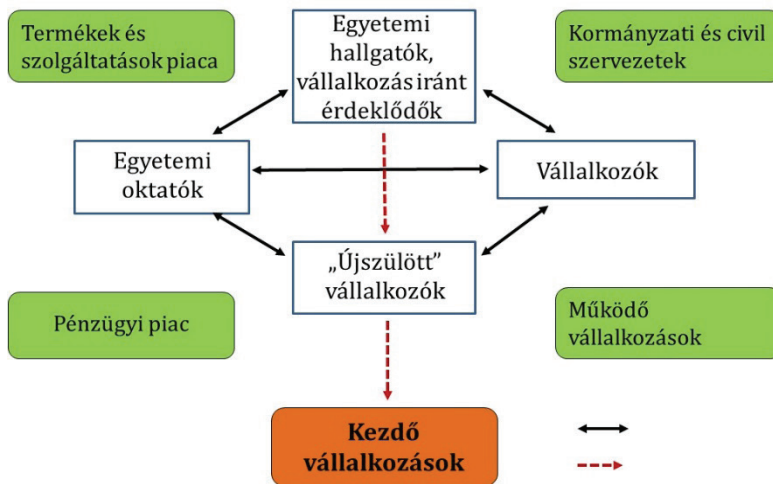 Termékek és
szolgáltatások piaca
Egyetemi
hallgatók,
vállalkozás iránt
érdeklődők
Kormányzati és civil
szervezetek
Egyetemi
oktatók
Vállalkozók
„Újszülött”
vállalkozók
Pénzügyi piac
Működő
vállalkozások
Kezdő
vállalkozások